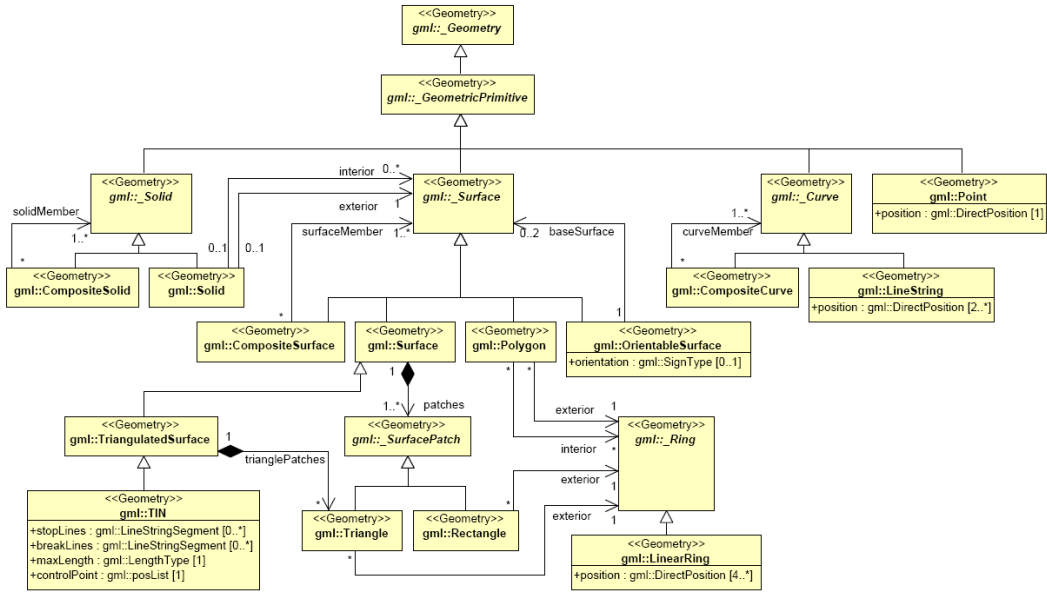 <<Geometry>>
gml::_Geometry
<<Geometry>>
gml::_GeometricPrimitive
<<Geometry>>
gml::_Solid
interior 0..*
exterior 1
<<Geometry>>
gml::_Surface
<<Geometry>>
gml::_Curve
<<Geometry>>
gml::Point
+position : gml::DirectPosition [1]
solidMember
1..*
*
0..1
0..1
surfaceMember
1..*
0..2
baseSurface
1..*
curveMember
*
<<Geometry>>
gml::CompositeSolid
<<Geometry>>
gml::Solid
<<Geometry>>
gml::CompositeCurve
<<Geometry>>
gml::LineString
+position : gml::DirectPosition [2..*]
*
1
<<Geometry>>
gml::CompositeSurface
<<Geometry>>
gml::Surface
<<Geometry>>
gml::Polygon
<<Geometry>>
gml::OrientableSurface
+orientation : gml::SignType [0..1]
1
*
*
1..*
patches
exterior
1
interior
*
<<Geometry>>
gml::TriangulatedSurface
1
trianglePatches
*
<<Geometry>>
gml::_SurfacePatch
<<Geometry>>
gml::_Ring
exterior
1
*
exterior
1
<<Geometry>>
gml::TIN
+stopLines : gml::LineStringSegment [0..*]
+breakLines : gml::LineStringSegment [0..*]
+maxLength : gml::LengthType [1]
+controlPoint : gml::posList [1]
<<Geometry>>
gml::Triangle
*
<<Geometry>>
gml::Rectangle
<<Geometry>>
gml::LinearRing
+position : gml::DirectPosition [4..*]